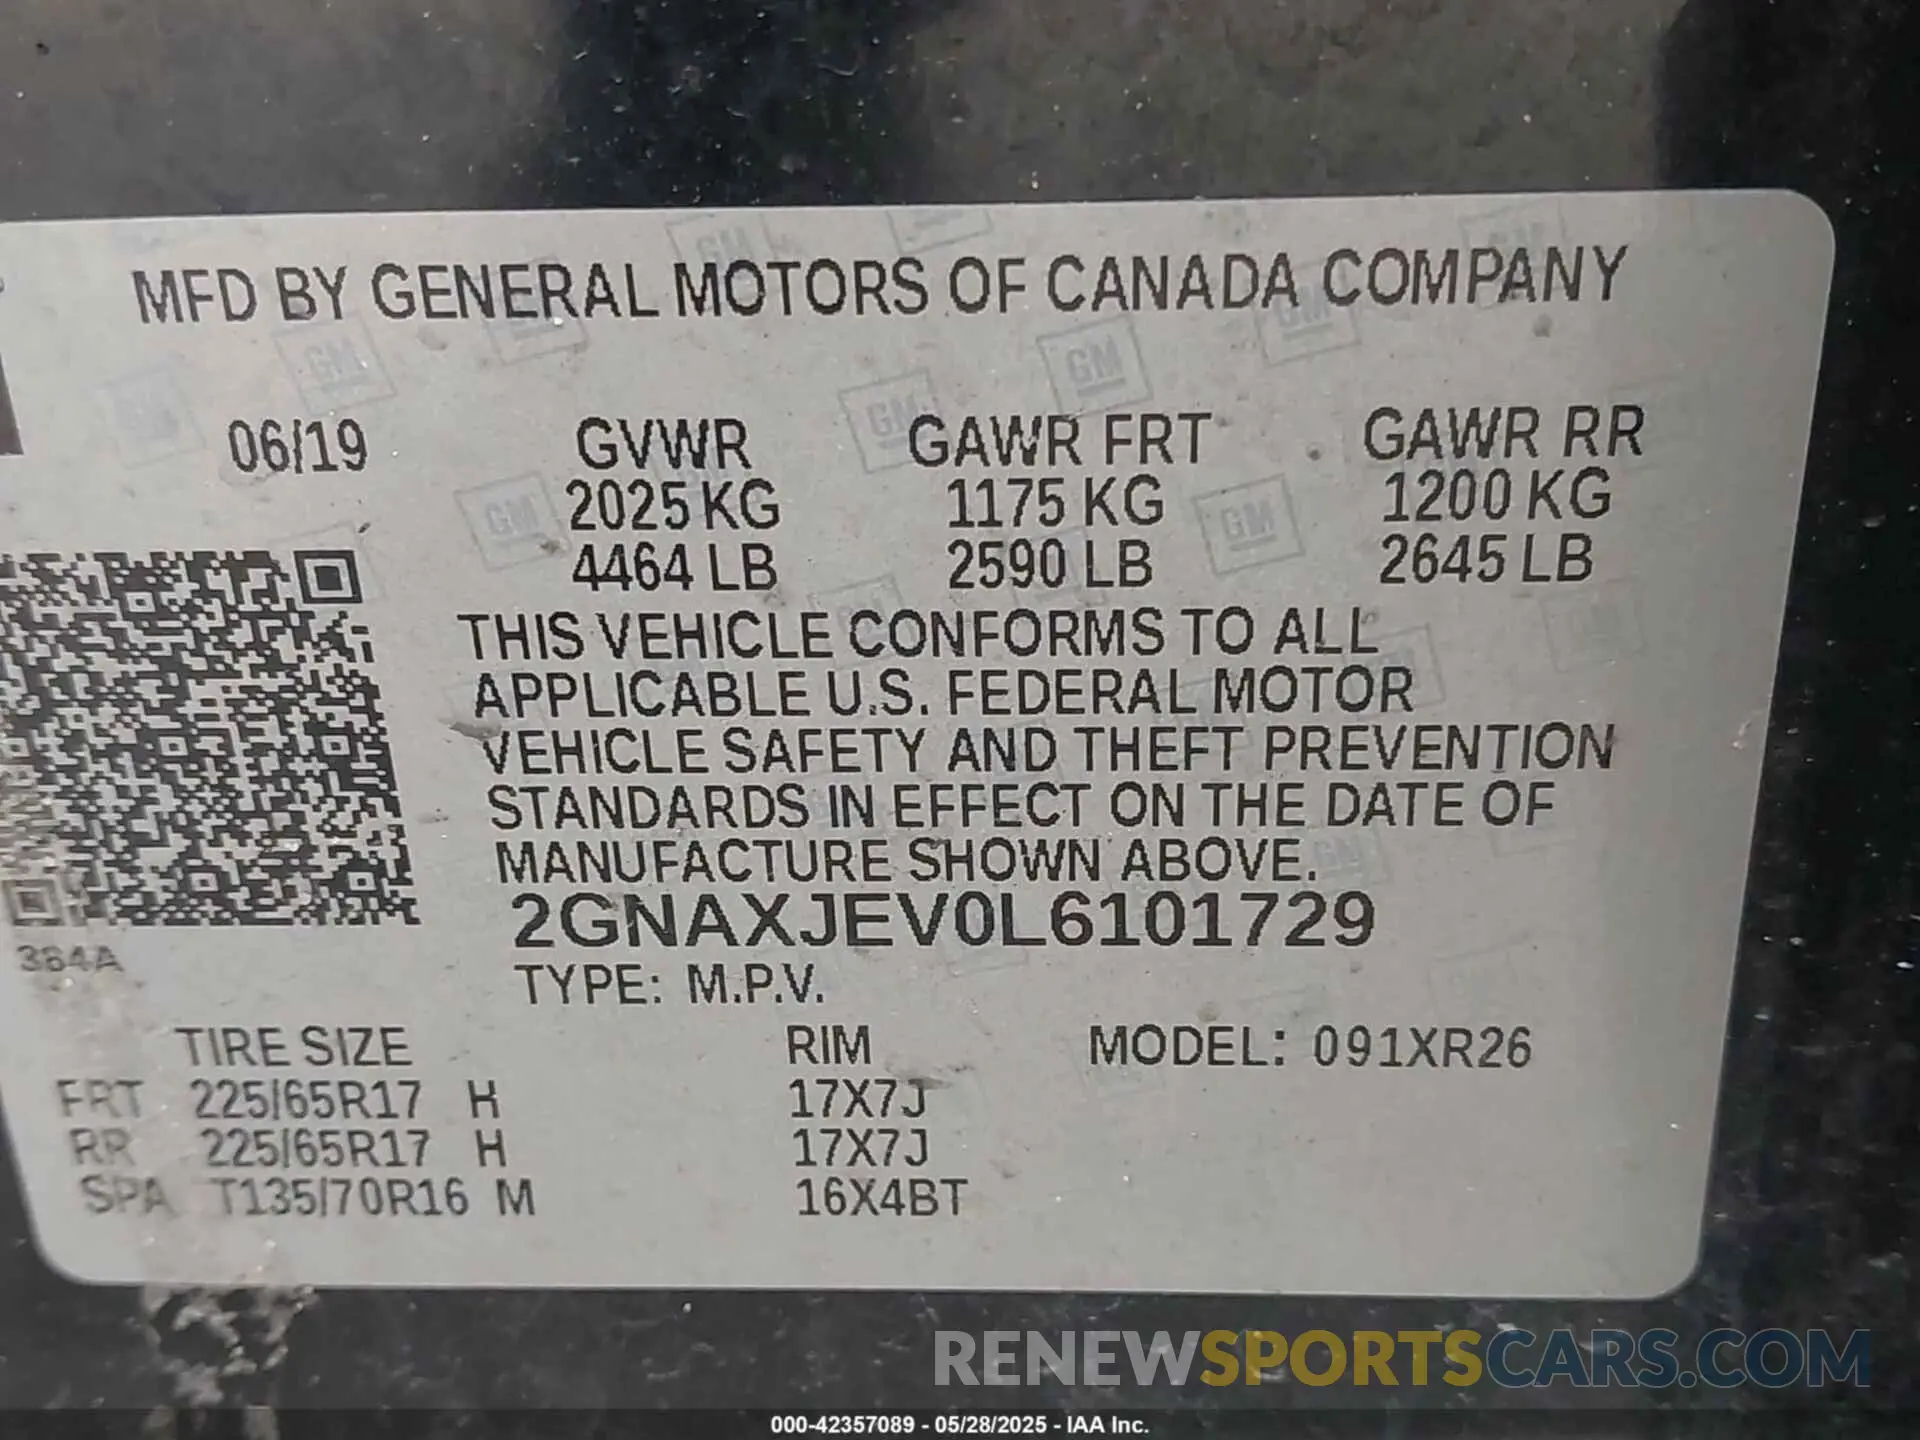 MFD BY GENERAL MOTORS OF CANADA COMPANY
06/19 GVWR GAWR FRT GAWR RR
2025 KG 1175 KG 1200 KG
4464 LB 2590 LB 2645 LB
THIS VEHICLE CONFORMS TO ALL
APPLICABLE U.S. FEDERAL MOTOR
VEHICLE SAFETY AND THEFT PREVENTION
STANDARDS IN EFFECT ON THE DATE OF
MANUFACTURE SHOWN ABOVE.
2GNAXJEV0L6101729
384A
TYPE: M.P.V.
TIRE SIZE RIM MODEL: 091XR26
FRT 225/65R17 H 17X7J
RR 225/65R17 H 17X7J
SPA T135/70R16 M 16X4BT
RENEWSPORTSCARS.COM
000-42357089 - 05/28/2025 - IAA Inc.